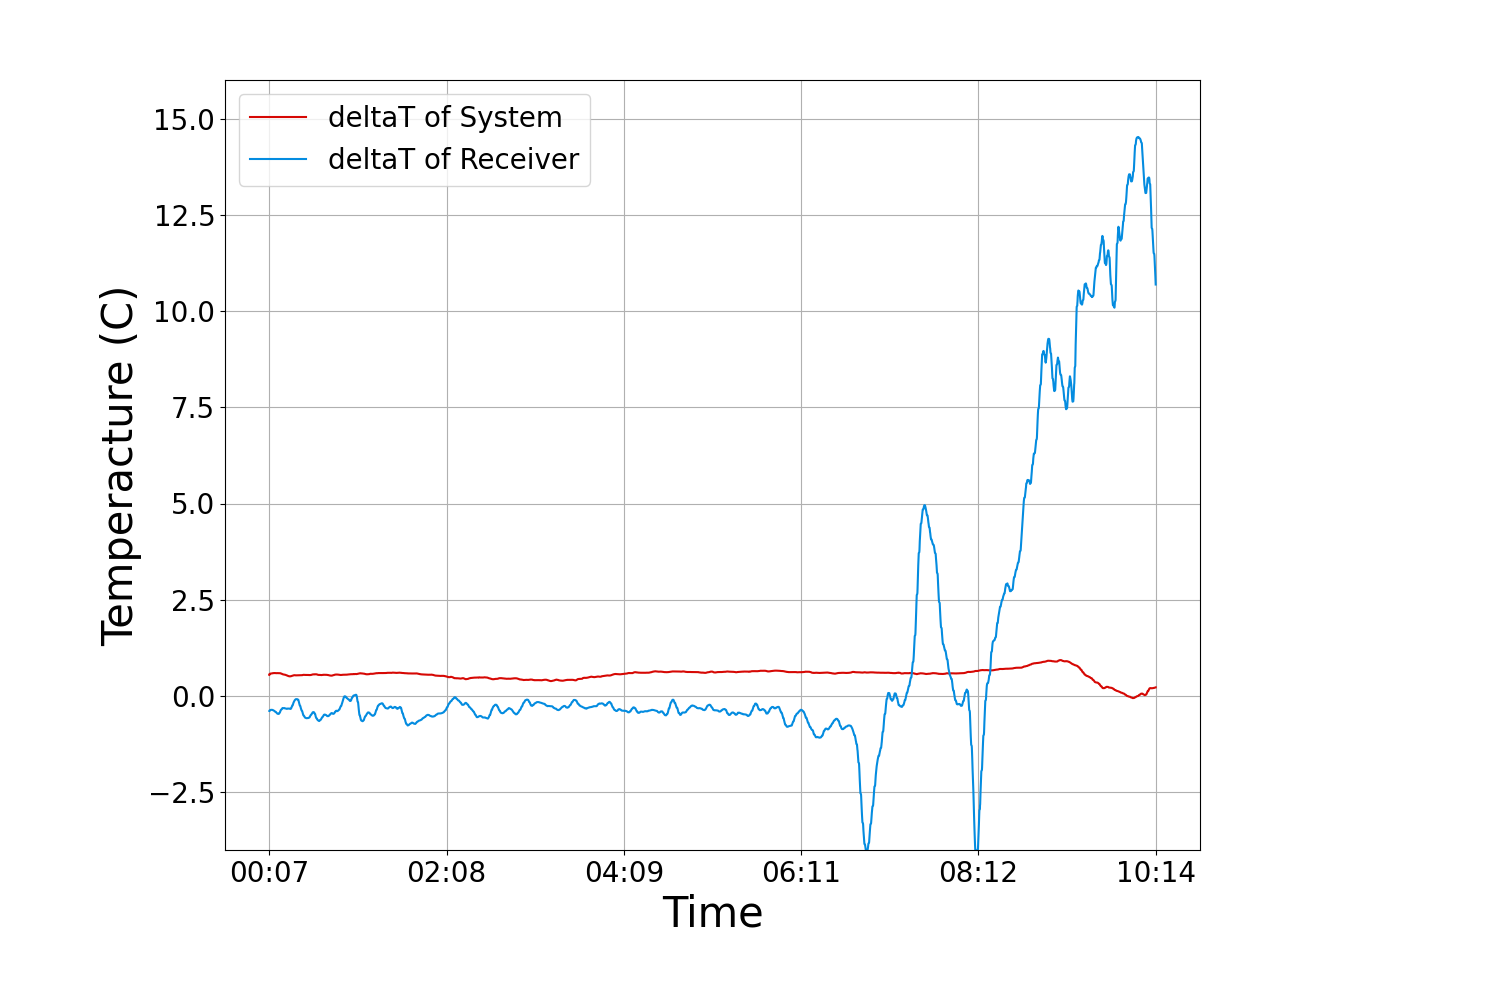 deltaT of System
deltaT of Receiver
15.0
12.5
10.0
7.5
5.0
2.5
0.0
−2.5
Temperacture (C)
00:07 02:08 04:09 06:11 08:12 10:14
Time